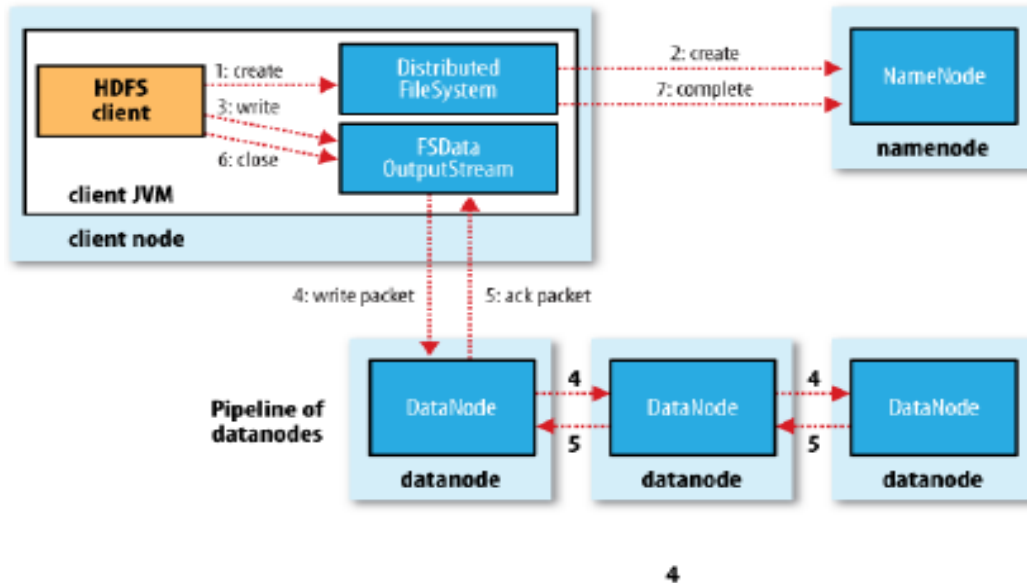 HDFS
client
1: create
3: write
6: close
Distributed
FileSystem
FSData
OutputStream
client JVM
client node
2: create
7: complete
NameNode
namenode
4: write packet
5: ack packet
Pipeline of
datanodes
DataNode
datanode
4
5
DataNode
datanode
4
5
DataNode
datanode
4